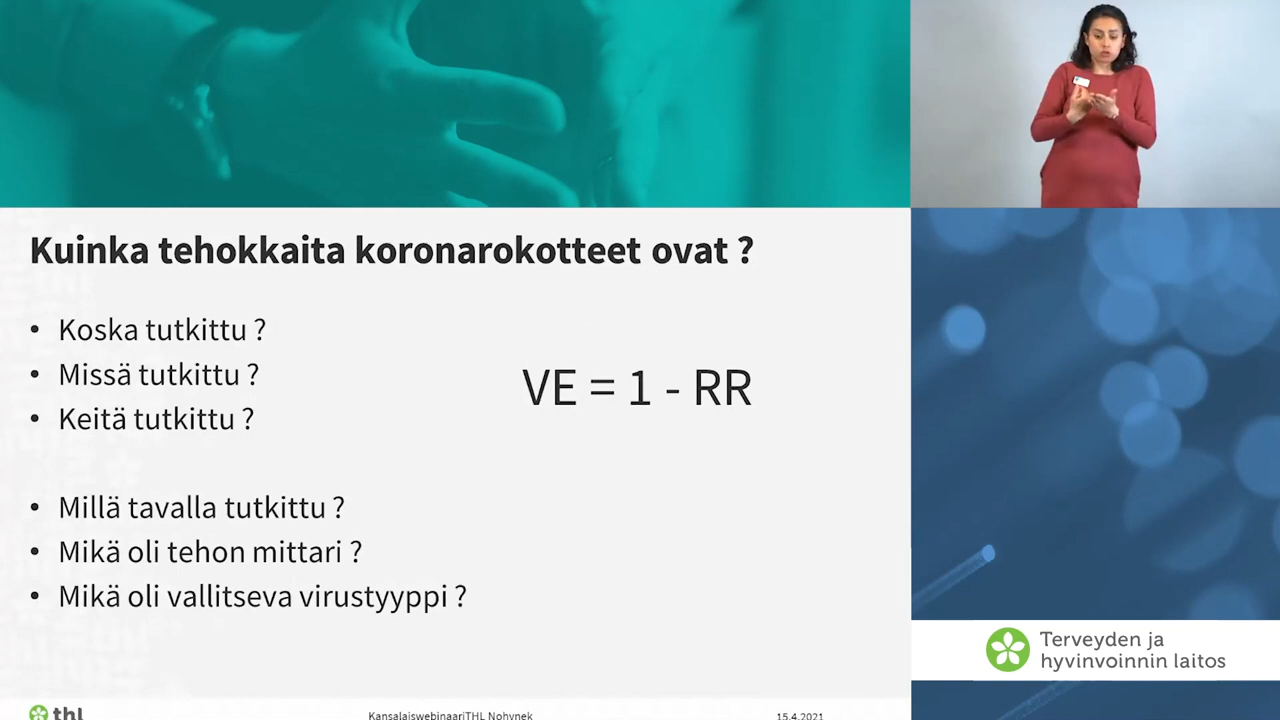 Kuinka tehokkaita koronarokotteet ovat ?
• Koska tutkittu ?
• Missä tutkittu ?
• Keitä tutkittu ?
VE = 1 - RR
• Millä tavalla tutkittu ?
• Mikä oli tehon mittari ?
• Mikä oli vallitseva virustyyppi ?
Terveyden ja
hyvinvoinnin laitos
thl
KansalaiswebinaariTHL Nohynek
15.4.2021